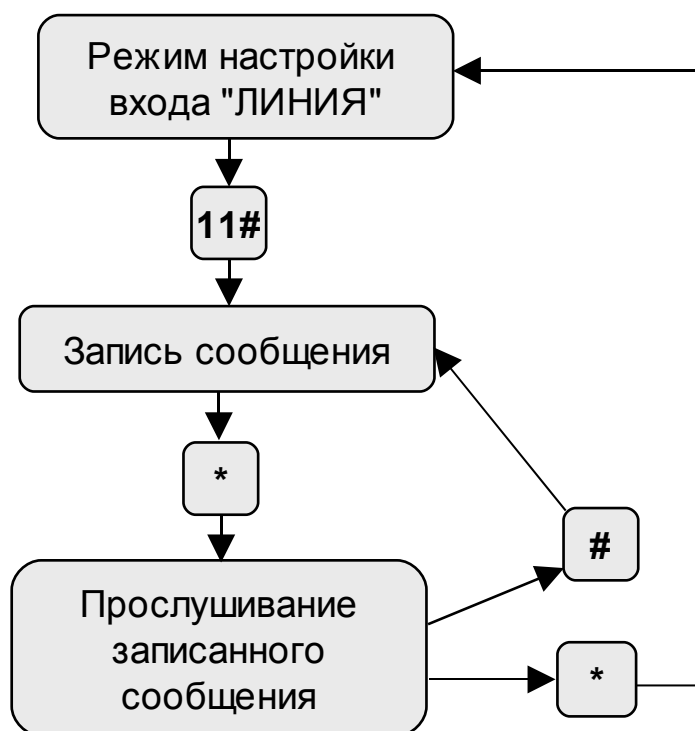 Режим настройки
входа "ЛИНИЯ"
11#
Запись сообщения
*
#
Прослушивание
записанного
сообщения
*